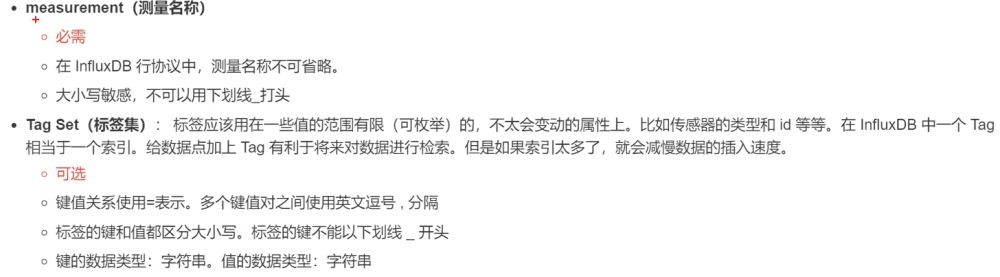 measurement（测量名称）
必需
在 InfluxDB 行协议中，测量名称不可省略。
大小写敏感，不可以用下划线_打头
Tag Set（标签集）： 标签应该用在一些值的范围有限（可枚举）的，不太会变动的属性上。比如传感器的类型和 id 等等。在 InfluxDB 中一个 Tag
相当于一个索引。给数据点加上 Tag 有利于将来对数据进行检索。但是如果索引太多了，就会减慢数据的插入速度。
可选
键值关系使用=表示。多个键值对之间使用英文逗号 , 分隔
标签的键和值都区分大小写。标签的键不能以下划线 _ 开头
键的数据类型：字符串。值的数据类型：字符串